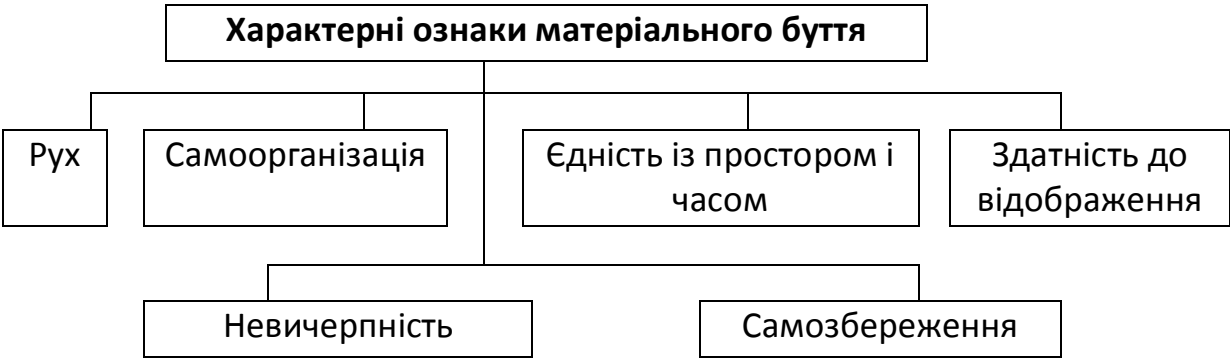 Характерні ознаки матеріального буття
Рух
Самоорганізація
Єдність із простором і
часом
Здатність до
відображення
Невичерпність
Самозбереження